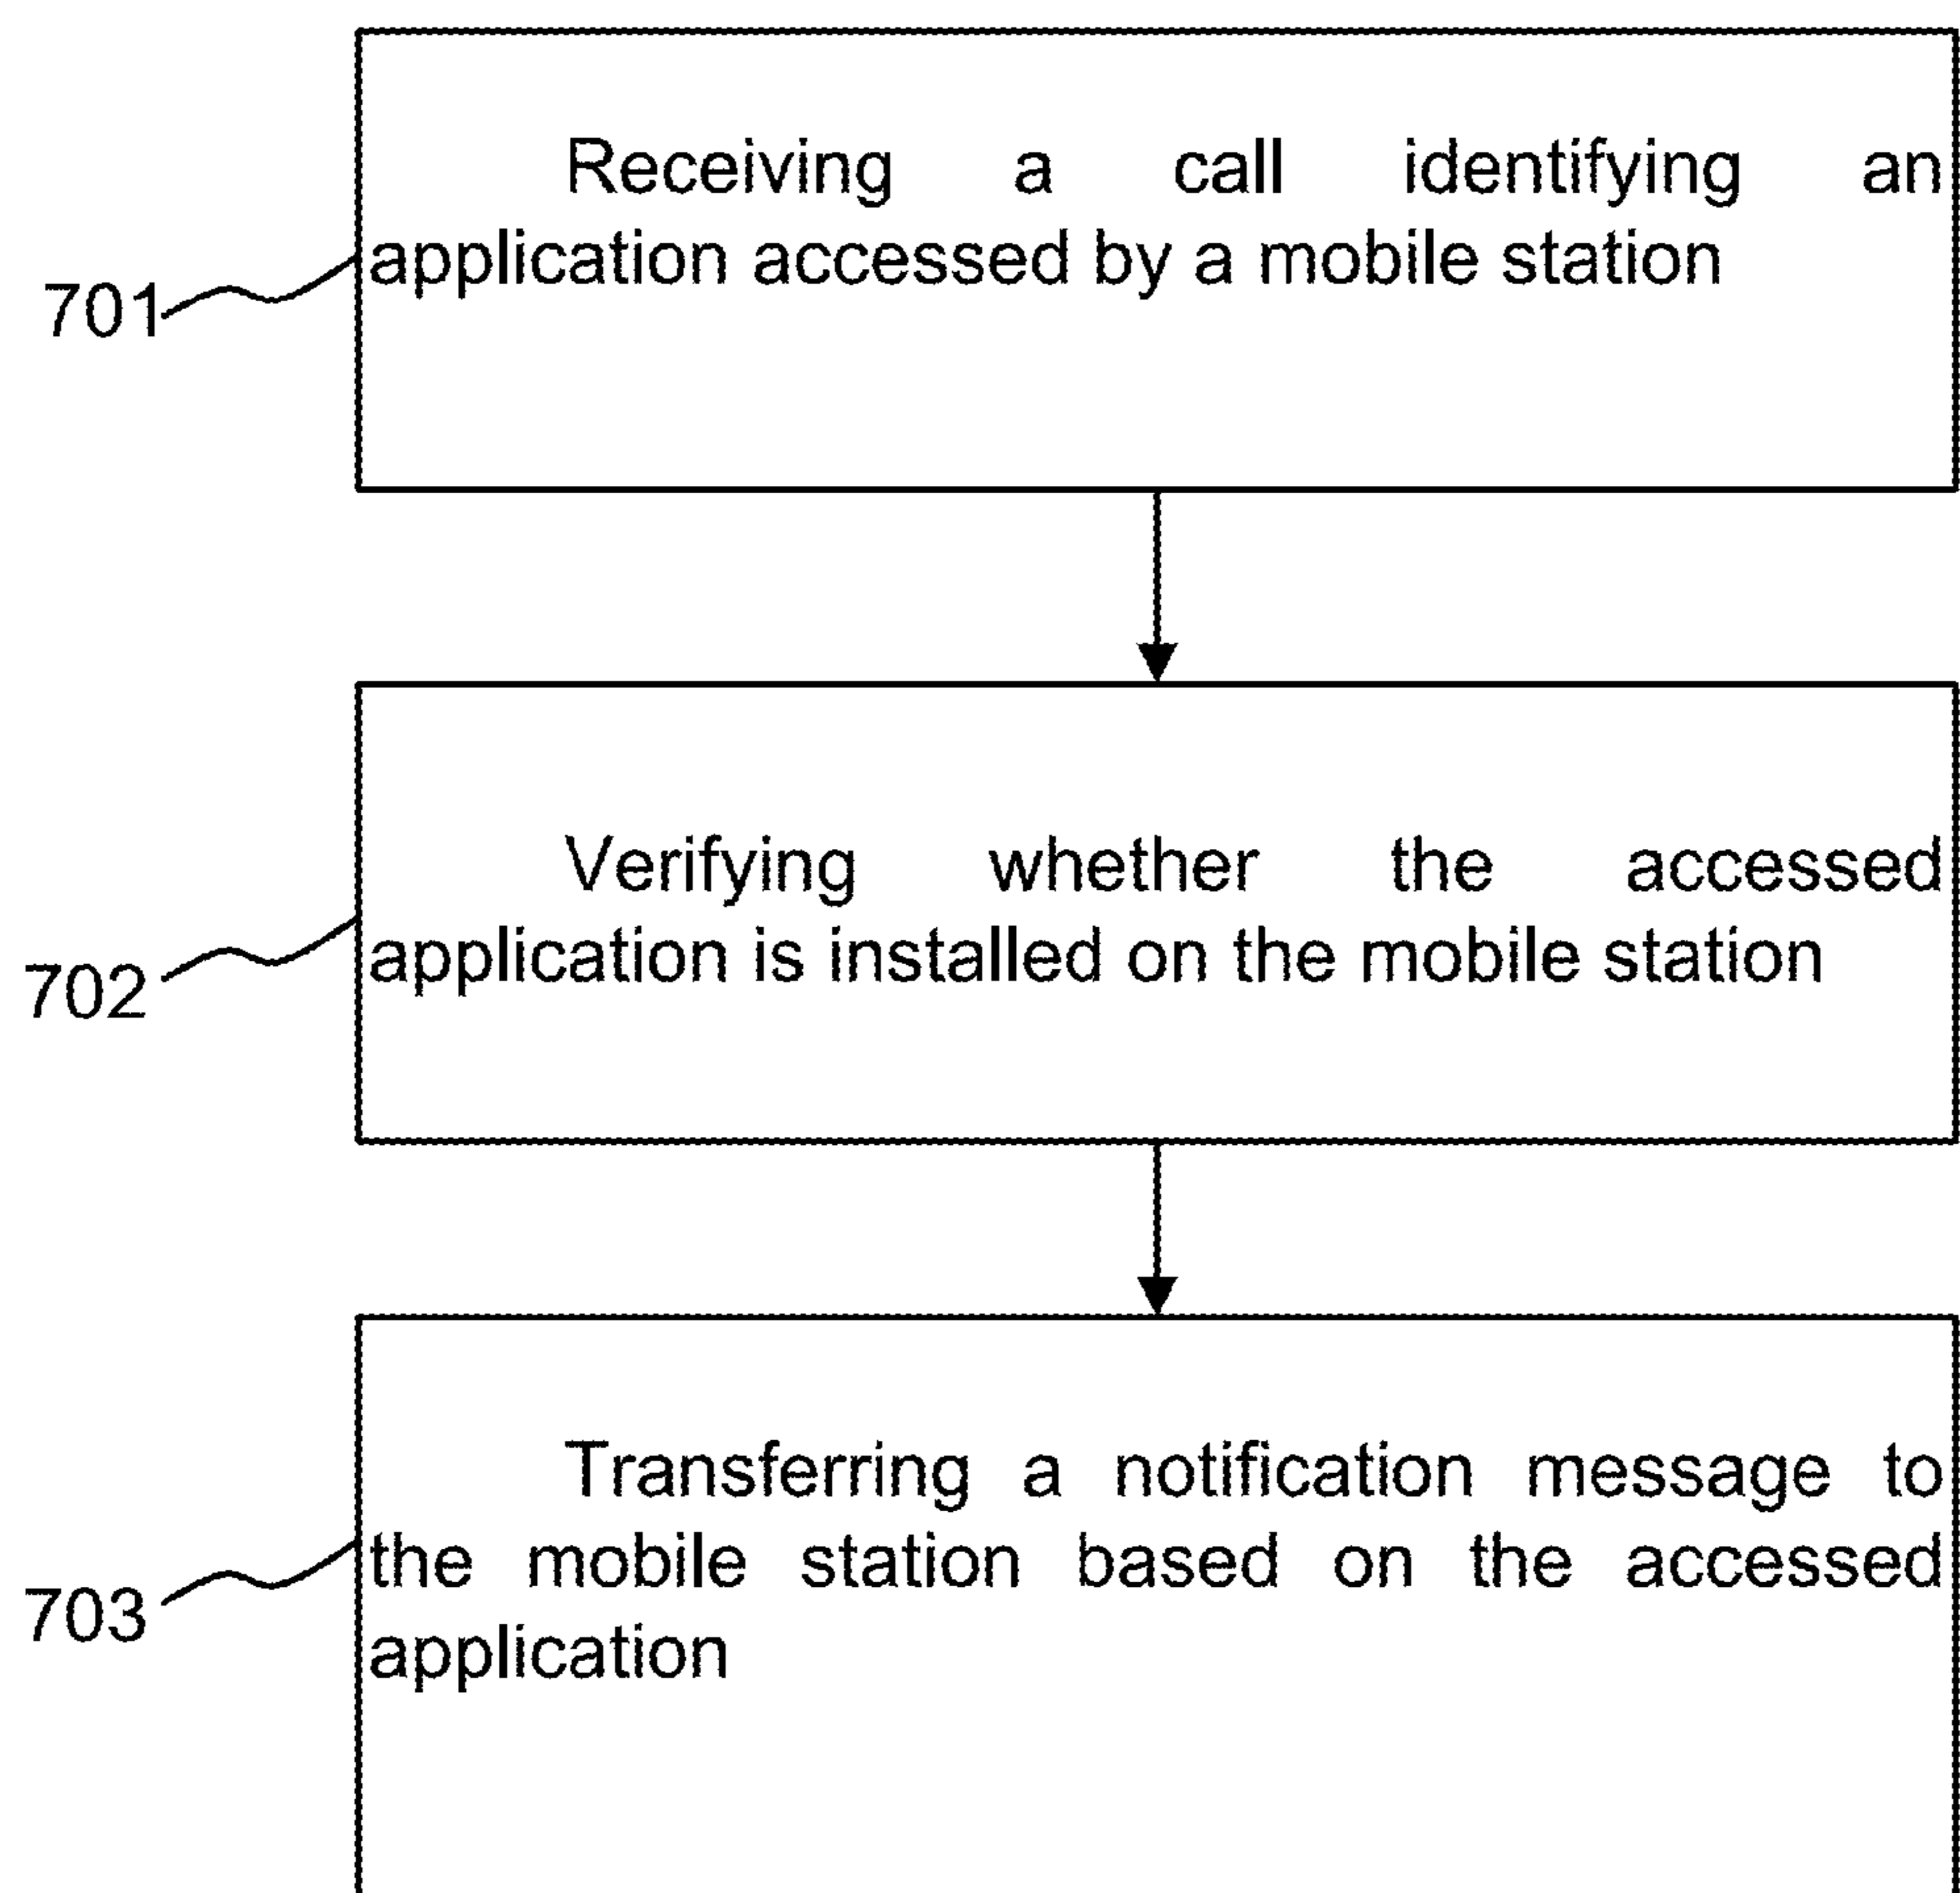 Receiving a call identifying an
application accessed by a mobile station
701
Verifying whether the accessed
application is installed on the mobile station
702
Transferring a notification message to
the mobile station based on the accessed
application
703